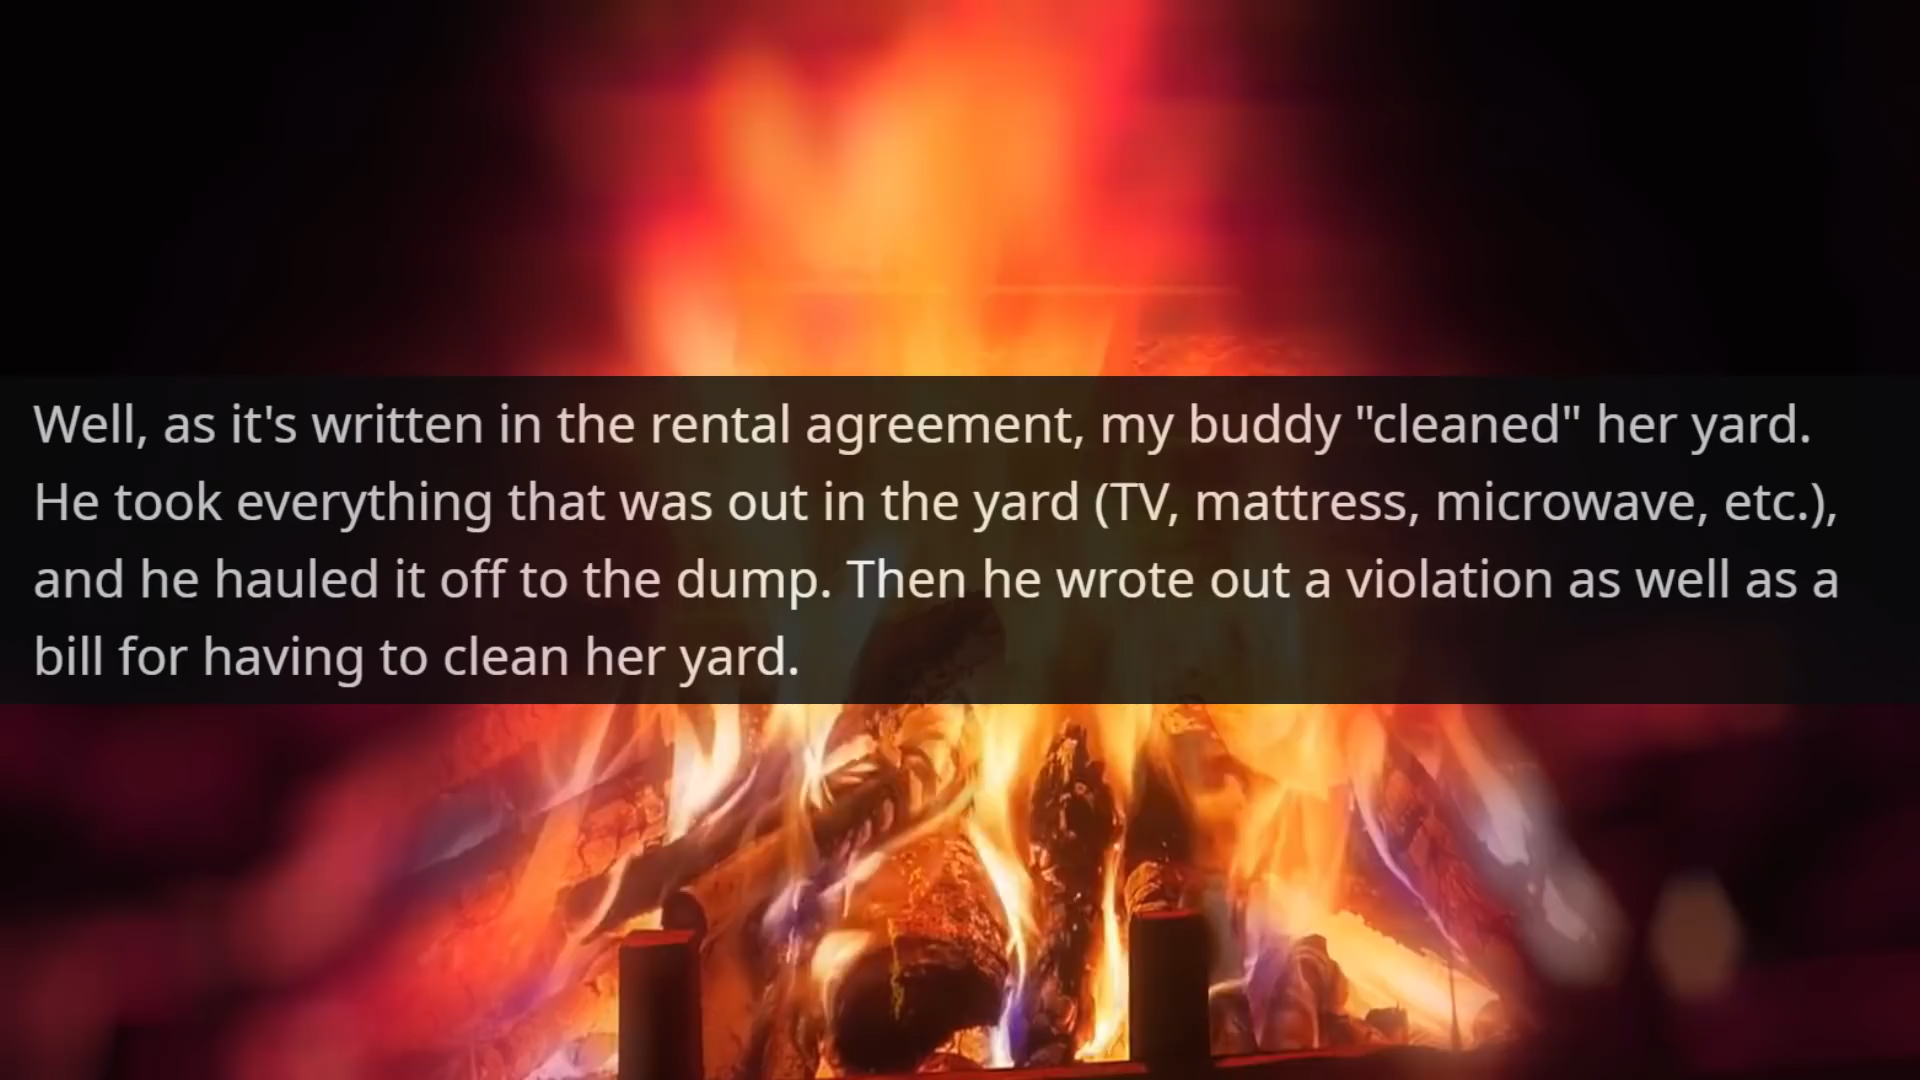 Well, as it's written in the rental agreement, my buddy "cleaned" her yard.
He took everything that was out in the yard (TV, mattress, microwave, etc.),
and he hauled it off to the dump. Then he wrote out a violation as well as a
bill for having to clean her yard.